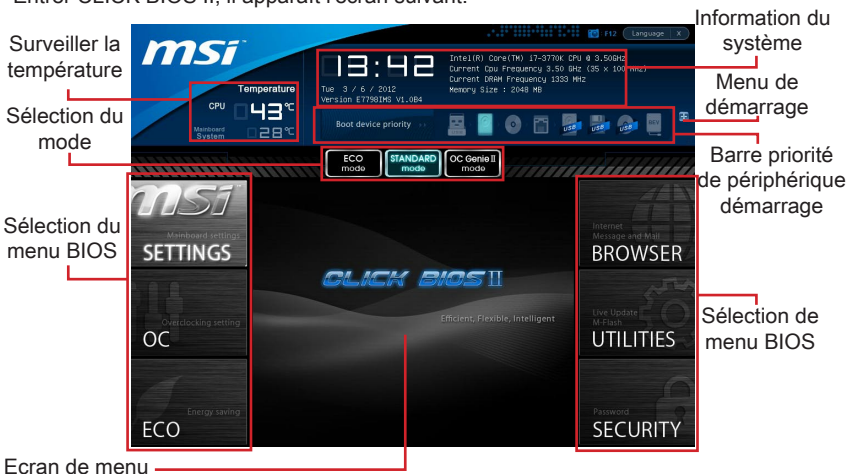 Entrer CLICK BIOS II, il apparaît l'écran suivant.
Information du
système
Surveiller la
température
Menu de
démarrage
Sélection du
mode
Barre priorité
de périphérique
démarrage
Sélection du
menu BIOS
Sélection de
menu BIOS
Ecran de menu
msi
F12
Language
X
Temperature
CPU 43°C
Mainboard
System 28°C
13:42
Tue 3 / 6 / 2012
Version E7798IMS V1.0B4
Intel(R) Core(TM) i7-3770K CPU @ 3.50GHz
Current Cpu Frequency 3.50 GHz (35 x 100 MHz)
Current DRAM Frequency 1333 MHz
Memory Size : 2048 MB
Boot device priority
USB
USB
USB
ECO
mode
STANDARD
mode
OC Genie II
mode
msi
Mainboard settings
SETTINGS
Overclocking setting
OC
Energy saving
ECO
CLICK BIOS II
Efficient, Flexible, Intelligent
Internet
Message and Mail
BROWSER
Live Update
M-Flash
UTILITIES
Password
SECURITY